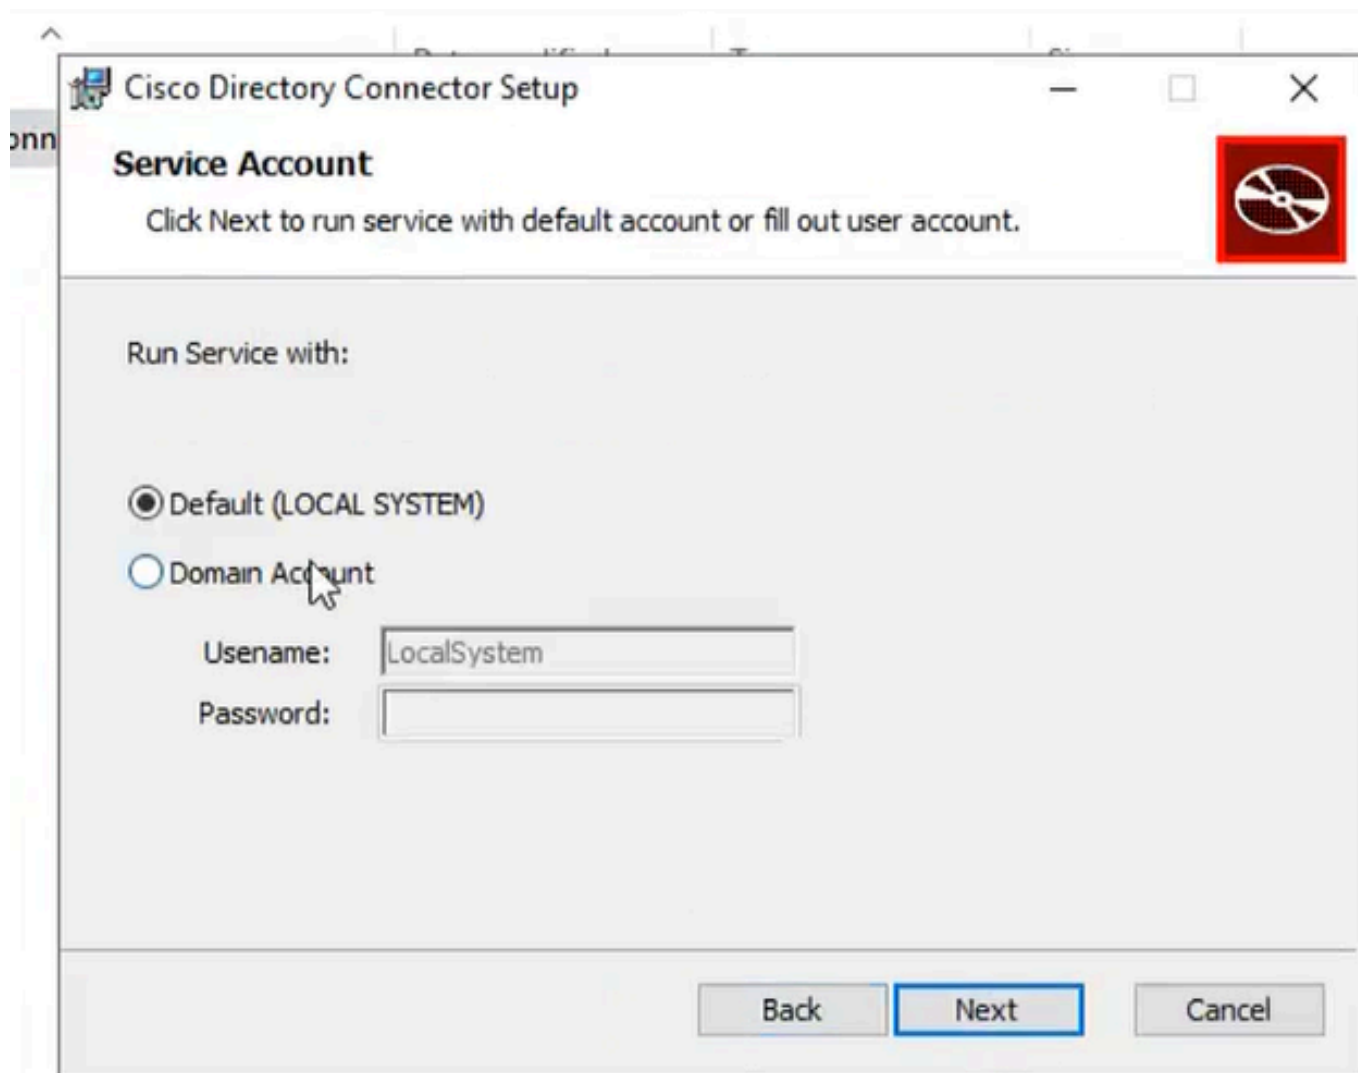 onn
Cisco Directory Connector Setup
Service Account
Click Next to run service with default account or fill out user account.
Run Service with:
Default (LOCAL SYSTEM)
Domain Account
Usename:
LocalSystem
Password:
Back
Next
Cancel